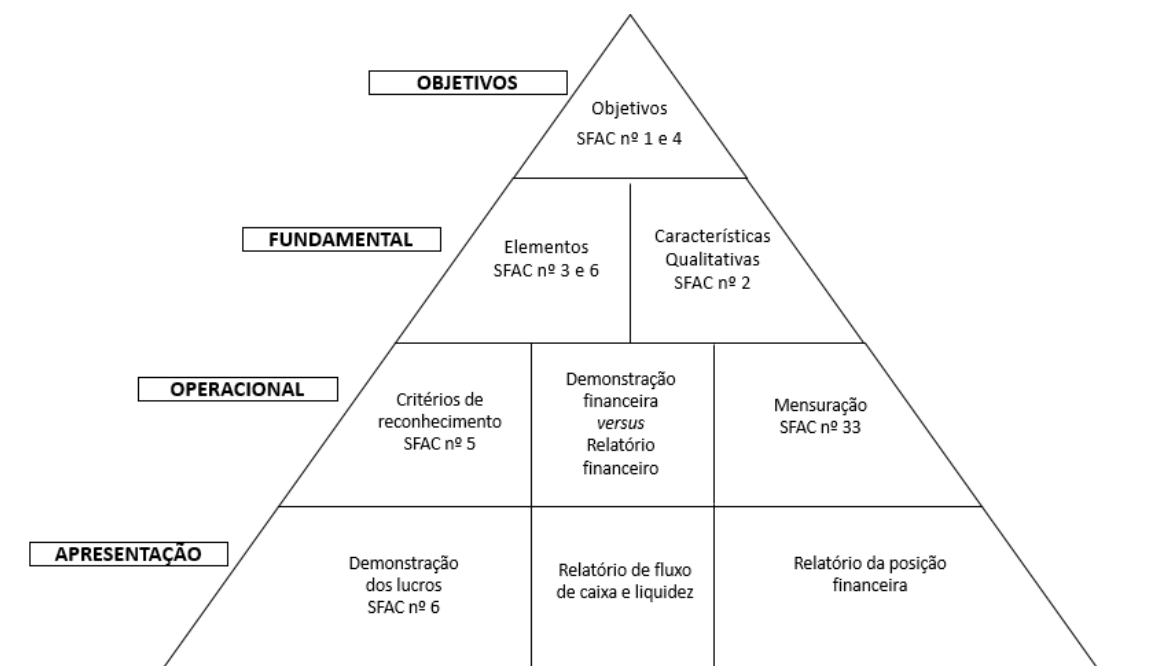 OBJETIVOS
Objetivos
SFAC nº 1 e 4
FUNDAMENTAL
Elementos
SFAC nº 3 e 6
Características
Qualitativas
SFAC nº 2
OPERACIONAL
Critérios de
reconhecimento
SFAC nº 5
Demonstração
financeira
versus
Relatório
financeiro
Mensuração
SFAC nº 33
APRESENTAÇÃO
Demonstração
dos lucros
SFAC nº 6
Relatório de fluxo
de caixa e liquidez
Relatório da posição
financeira